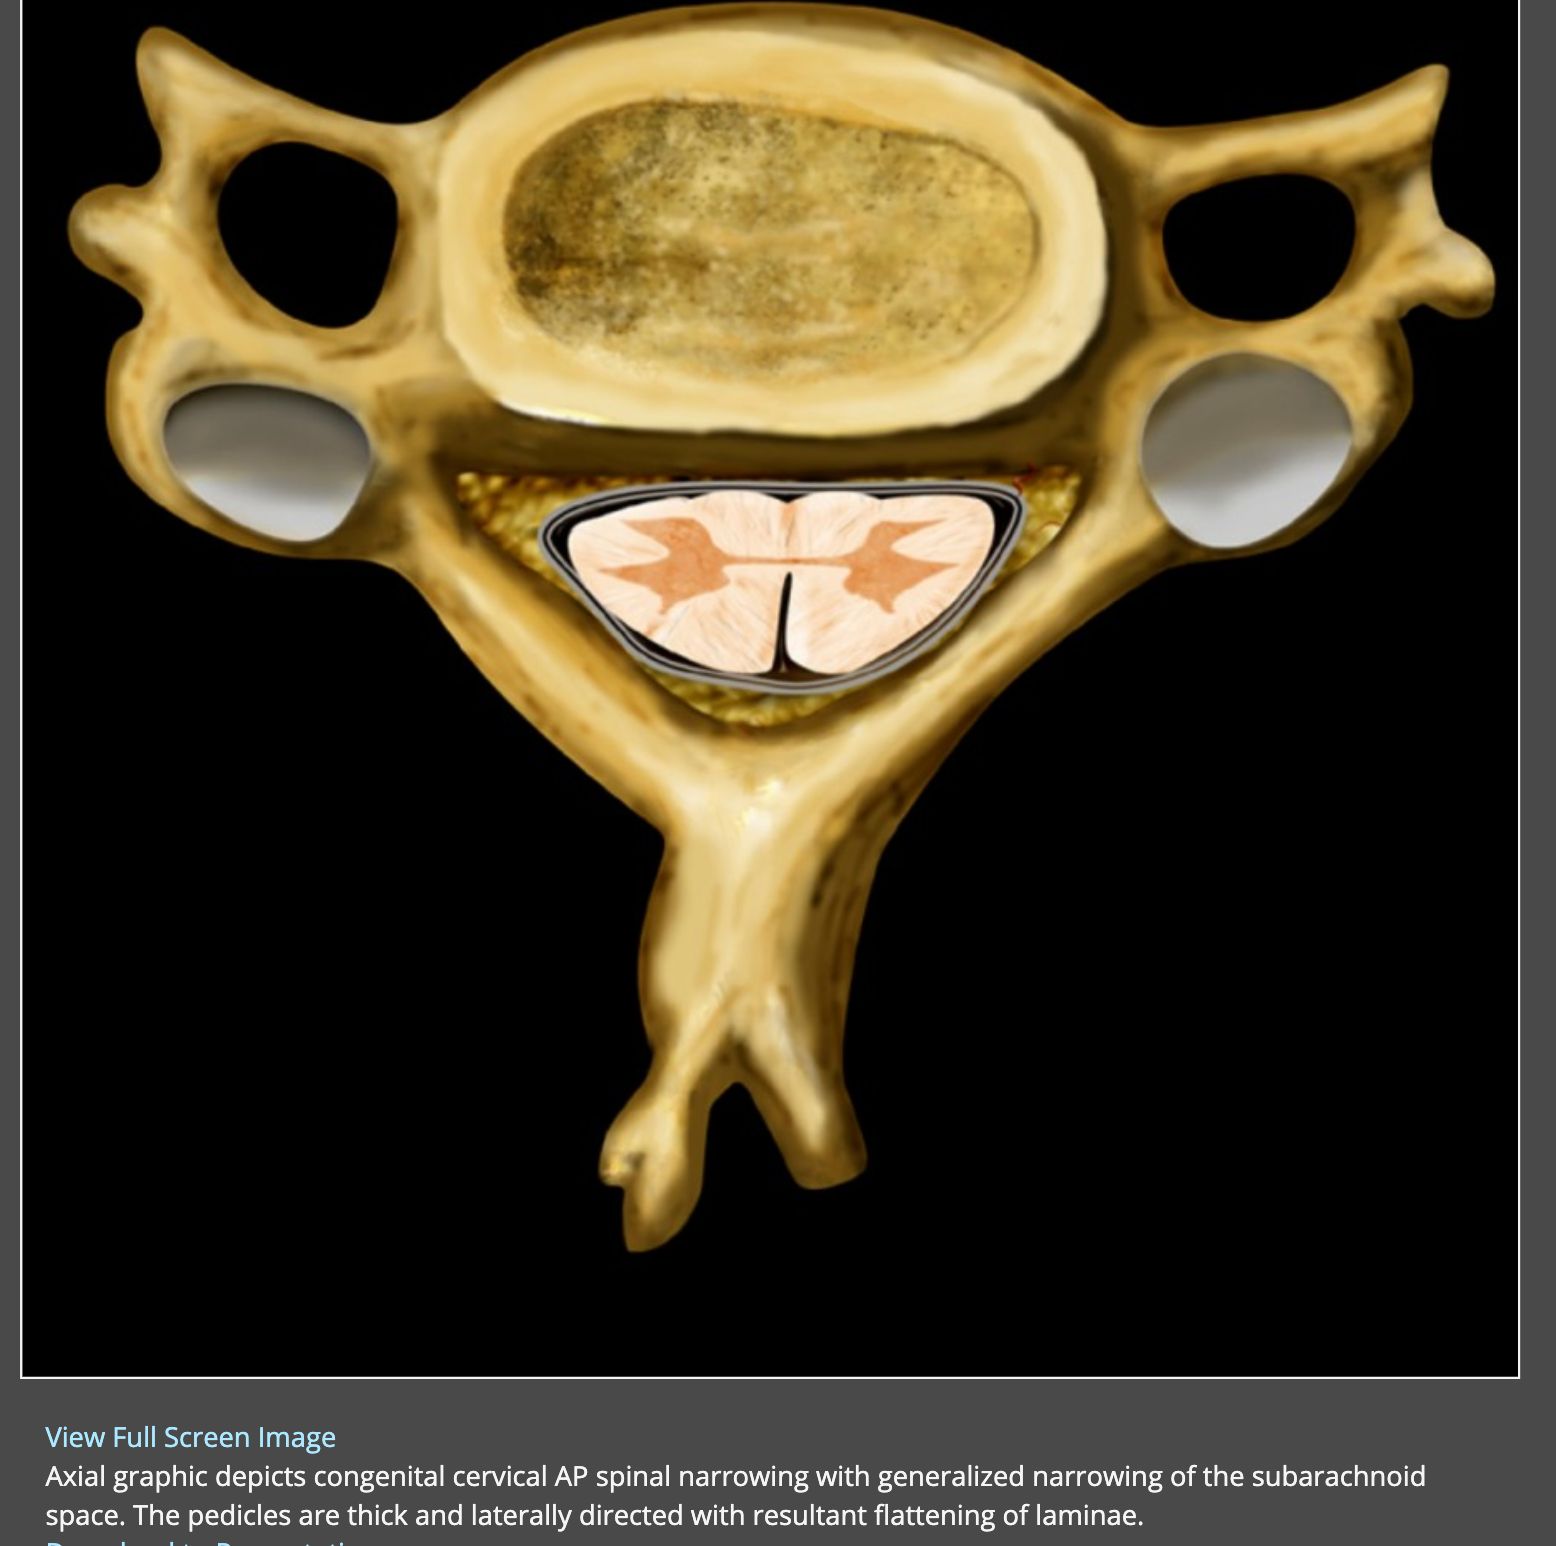 View Full Screen Image
Axial graphic depicts congenital cervical AP spinal narrowing with generalized narrowing of the subarachnoid
space. The pedicles are thick and laterally directed with resultant flattening of laminae.